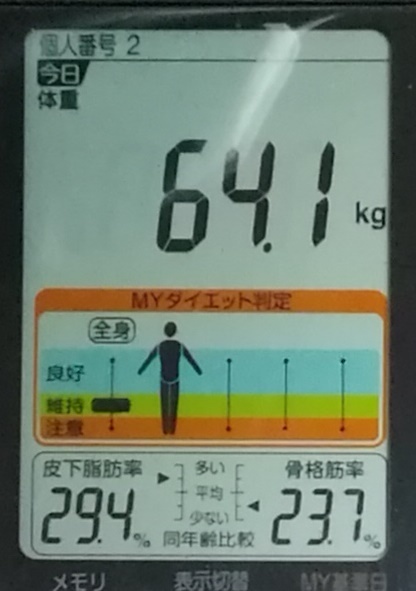 個人番号 2
今日
体重
64.1 kg
MYダイエット判定
全身
良好
維持
注意
皮下脂肪率
29.4%
多い
平均
少ない
同年齢比較
骨格筋率
23.7%
メモリ 表示切替 MY基準日